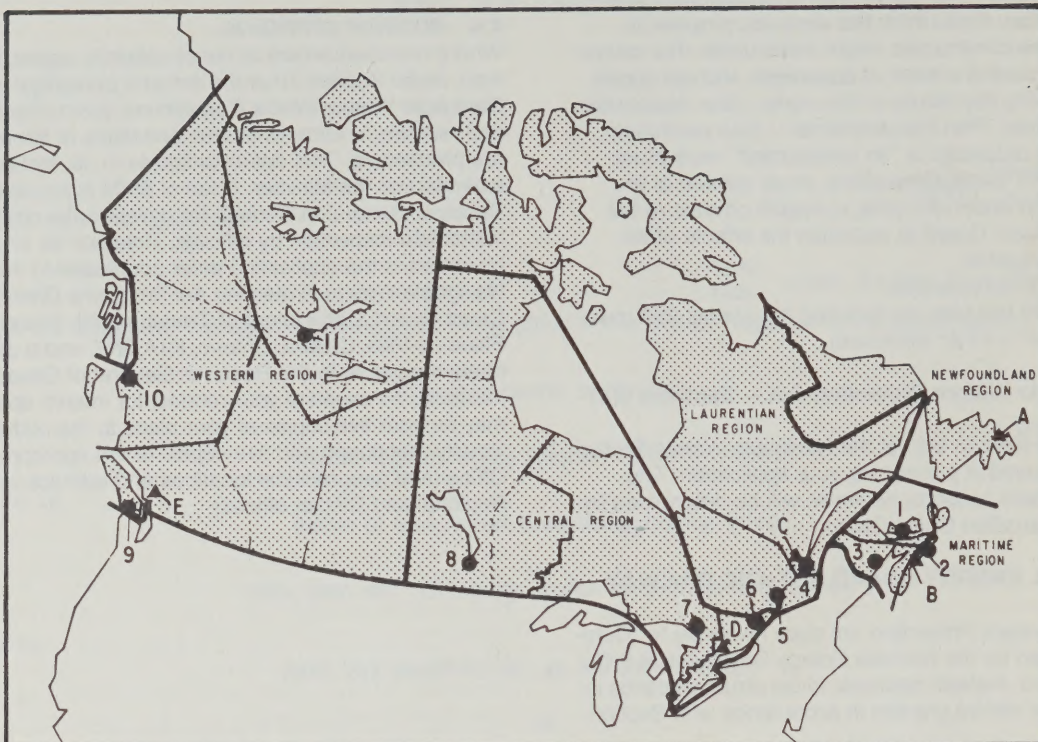 NEWFOUNDLAND
REGION
A
11
WESTERN REGION
10
LAURENTIAN
REGION
E
CENTRAL REGION
C
1
9
8
3
MARITIME
REGION
2
4
B
6
7
5
D